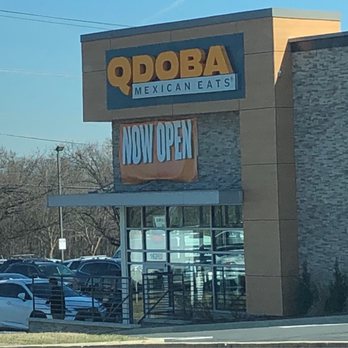 QDOBA
MEXICAN EATS
NOW OPEN